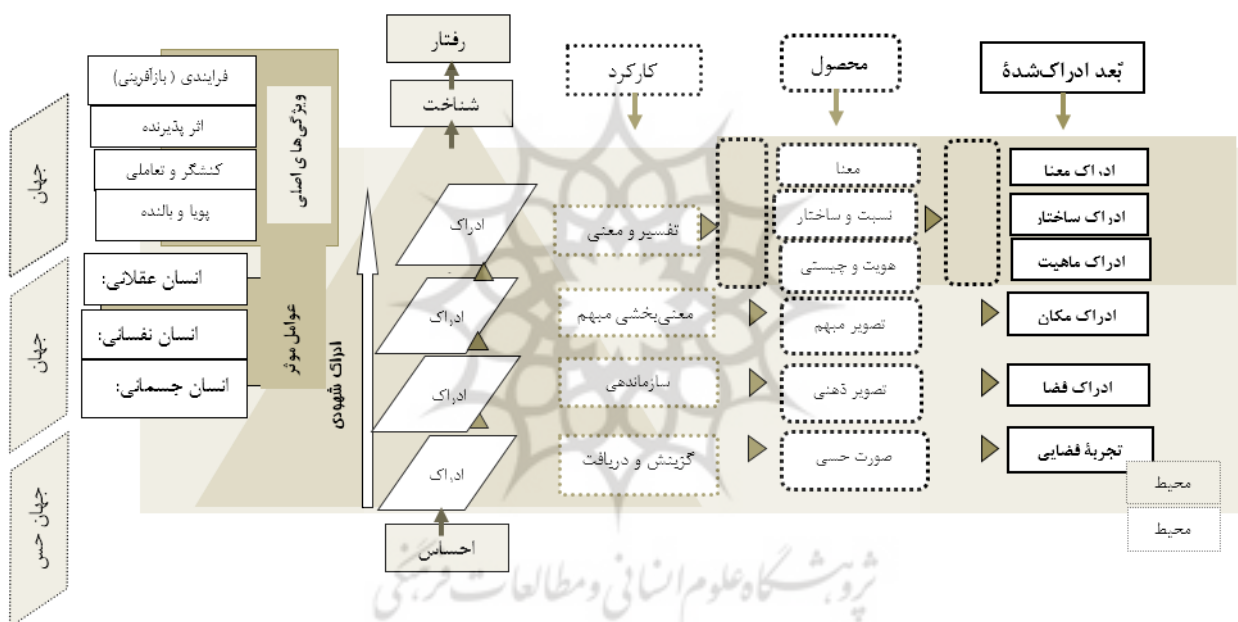 بُعد ادراک‌شدهٔ
محصول
کارکرد
رفتار
شناخت
ادراک معنا
ادراک ساختار
ادراک ماهیت
ادراک مکان
ادراک فضا
تجربهٔ فضایی
محیط
محیط
معنا
نسبت و ساختار
هویت و چیستی
تصویر مبهم
تصویر ذهنی
صورت حسی
تفسیر و معنی
معنی‌بخشی مبهم
سازماندهی
گزینش و دریافت
ادراک
ادراک
ادراک
ادراک
احساس
ادراک شهودی
ویژگی‌های اصلی
فرایندی (بازآفرینی)
اثر پذیرنده
کنشگر و تعاملی
پویا و بالنده
عوامل موثر
انسان عقلانی:
انسان نفسانی:
انسان جسمانی:
جهان
جهان
جهان حس
پژوهشگاه علوم انسانی و مطالعات فرهنگی